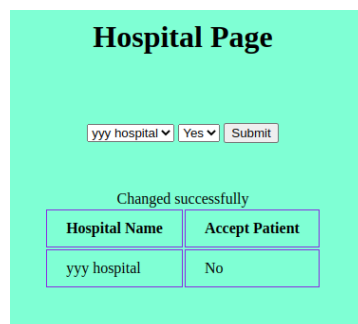 Hospital Page
yyy hospital Yes Submit
Changed successfully
Hospital Name Accept Patient
yyy hospital No